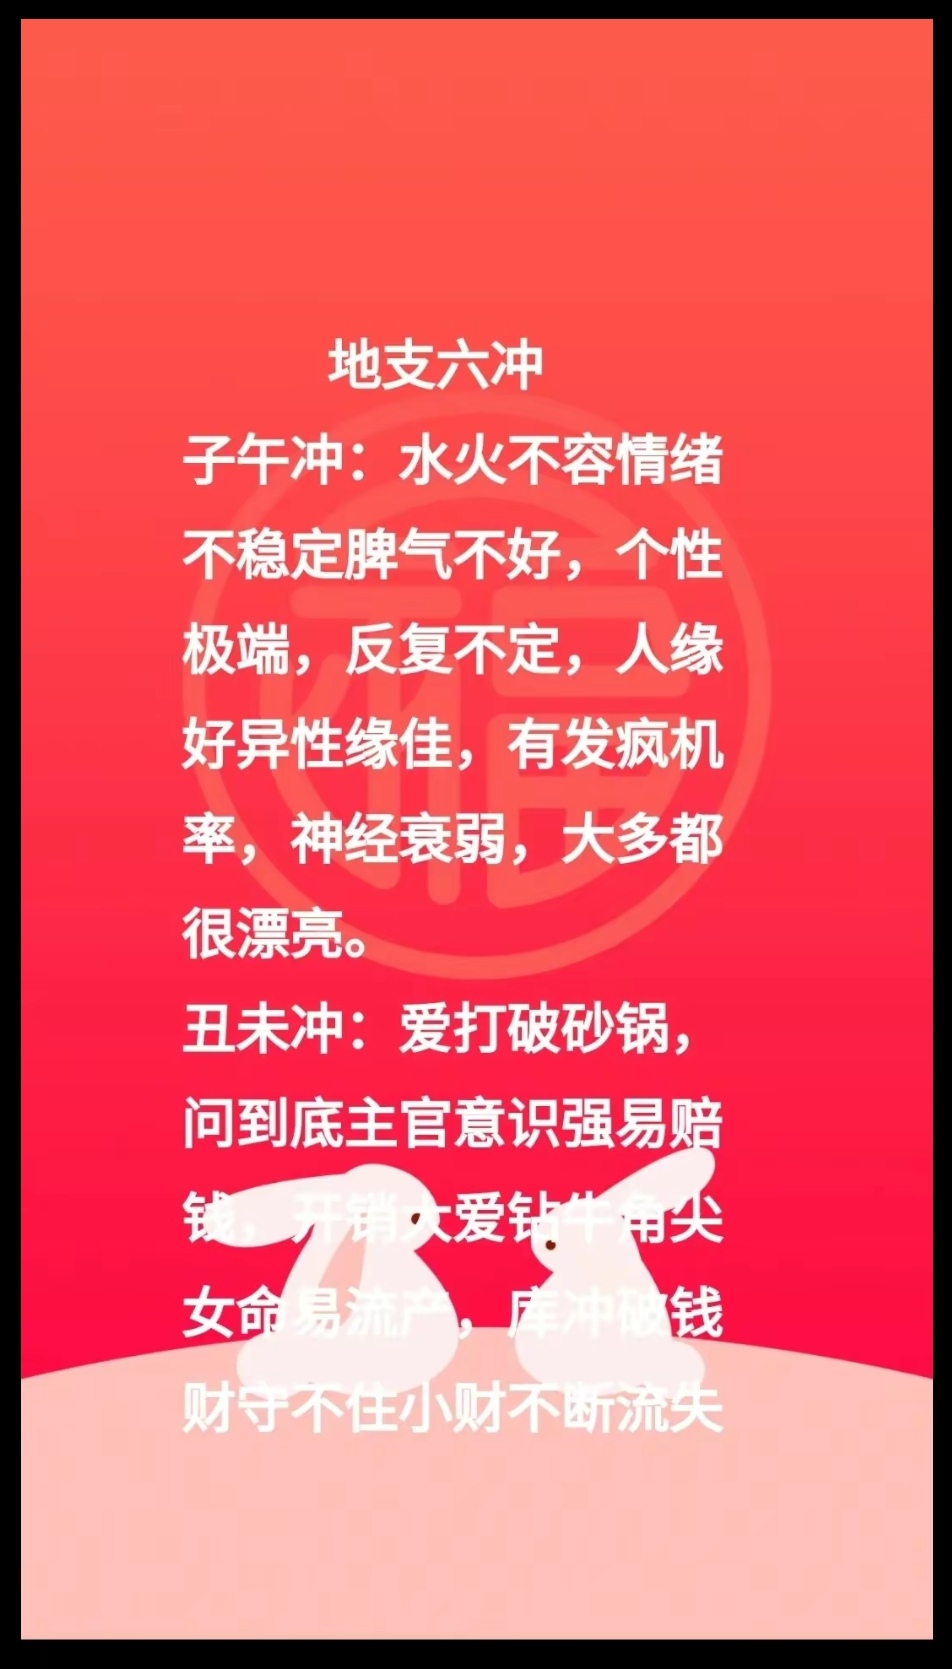 地支六冲
子午冲：水火不容情绪
不稳定脾气不好，个性
极端，反复不定，人缘
好异性缘佳，有发疯机
率，神经衰弱，大多都
很漂亮。
丑未冲：爱打破砂锅，
问到底主官意识强易赔
钱，开销大爱钻牛角尖
女命易流产，库冲破钱
财守不住小财不断流失
福